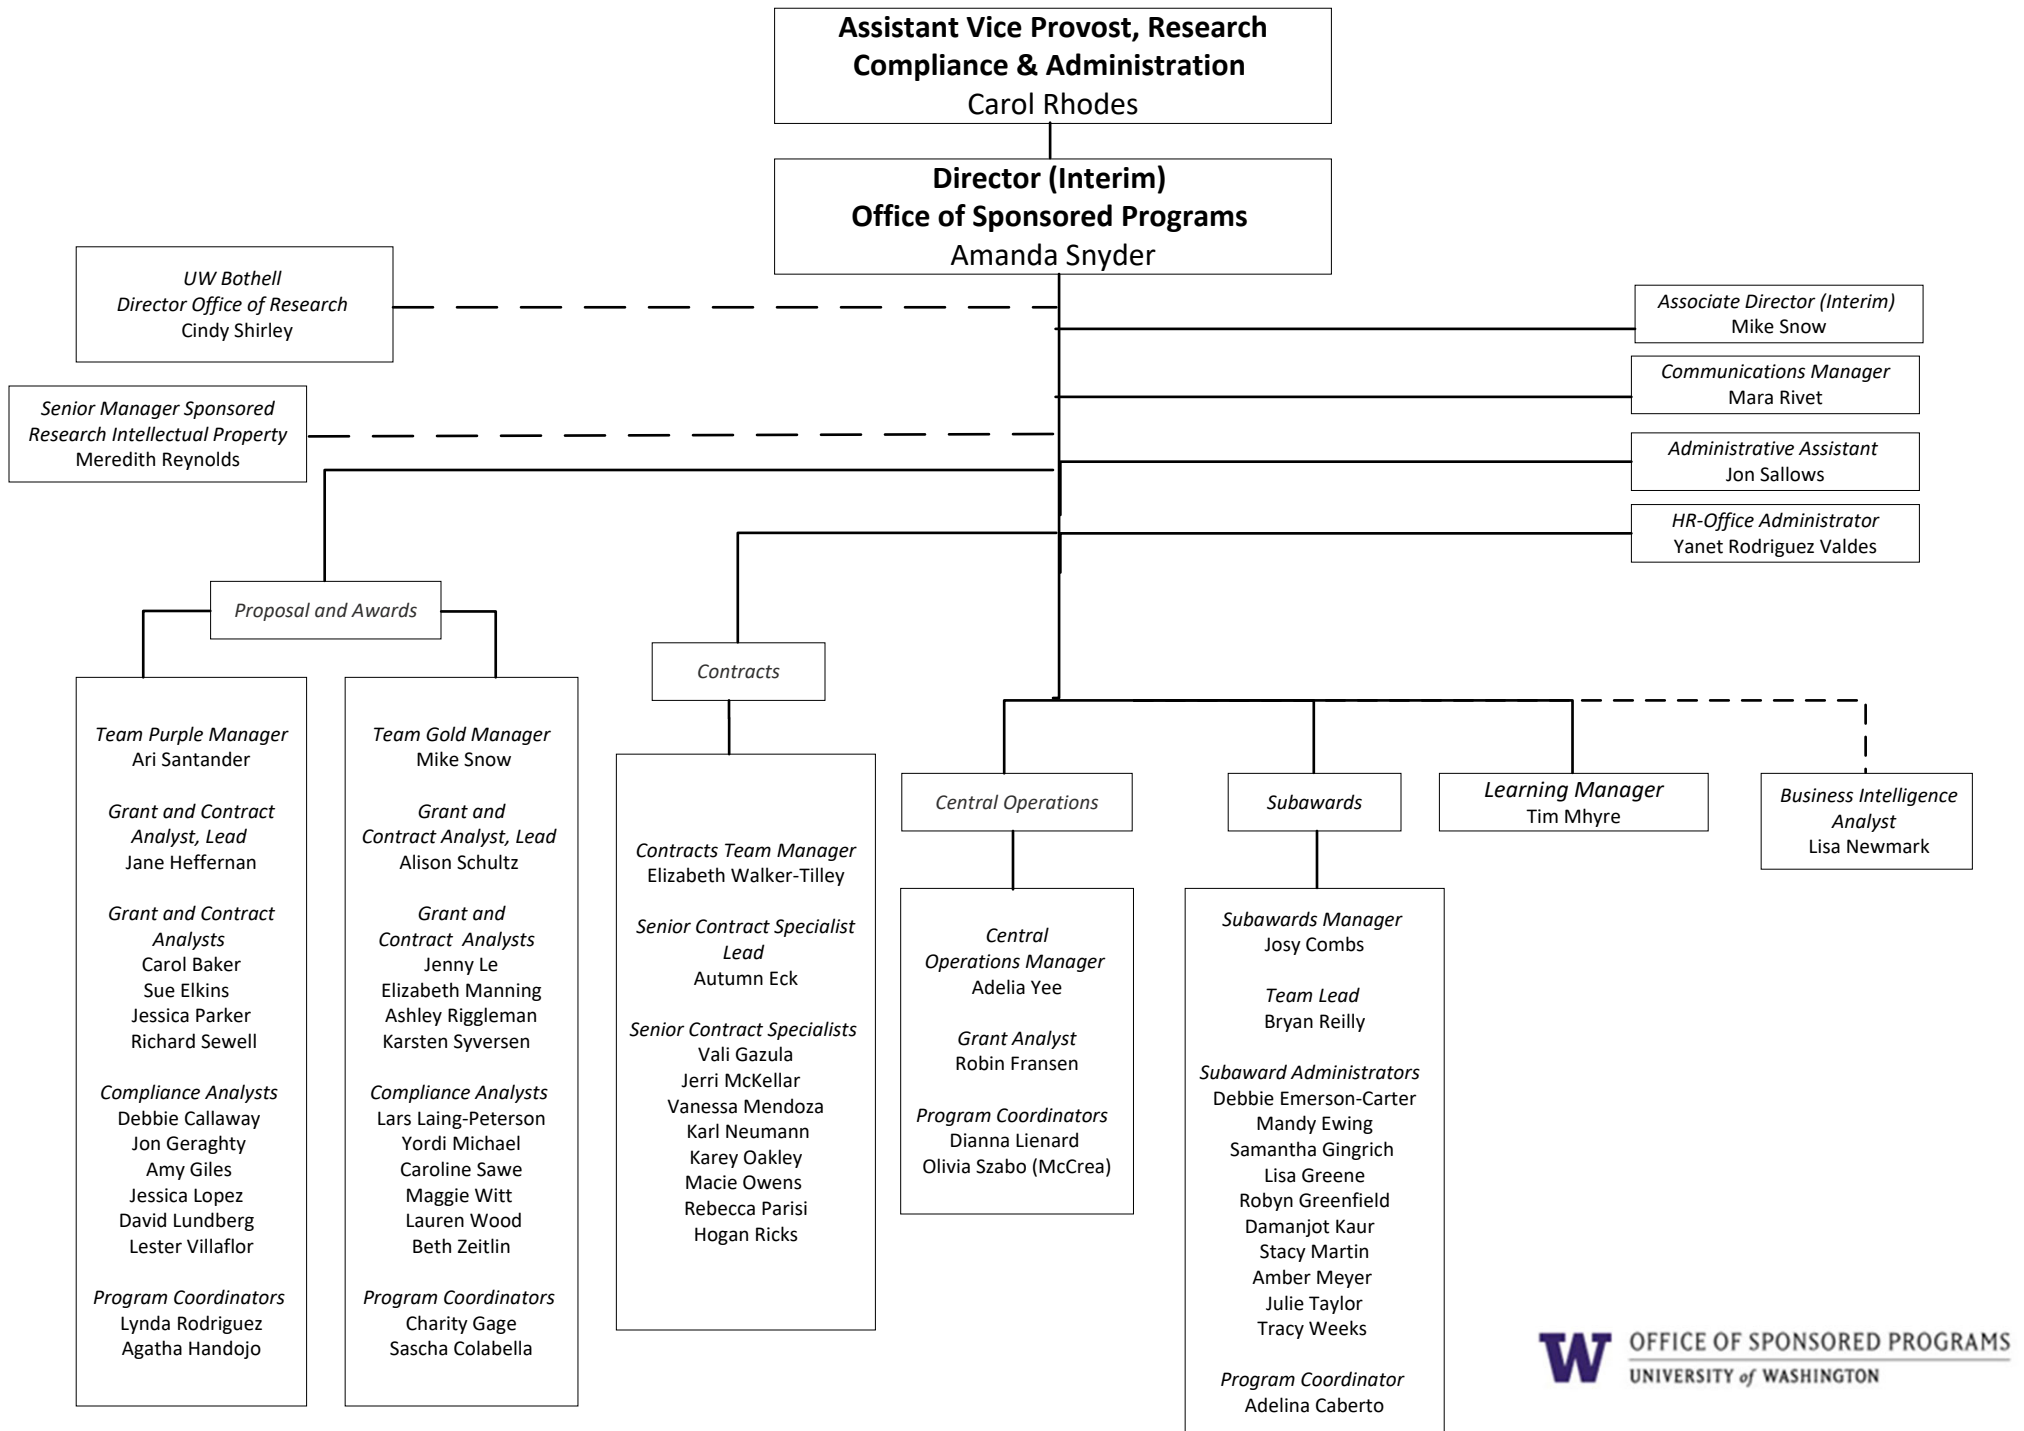 Assistant Vice Provost, Research
Compliance & Administration
Carol Rhodes
Director (Interim)
Office of Sponsored Programs
Amanda Snyder
UW Bothell
Director Office of Research
Cindy Shirley
Senior Manager Sponsored
Research Intellectual Property
Meredith Reynolds
Associate Director (Interim)
Mike Snow
Communications Manager
Mara Rivet
Administrative Assistant
Jon Sallows
HR-Office Administrator
Yanet Rodriguez Valdes
Proposal and Awards
Team Purple Manager
Ari Santander
Grant and Contract
Analyst, Lead
Jane Heffernan
Grant and Contract
Analysts
Carol Baker
Sue Elkins
Jessica Parker
Richard Sewell
Compliance Analysts
Debbie Callaway
Jon Geraghty
Amy Giles
Jessica Lopez
David Lundberg
Lester Villaflor
Program Coordinators
Lynda Rodriguez
Agatha Handojo
Team Gold Manager
Mike Snow
Grant and
Contract Analyst, Lead
Alison Schultz
Grant and
Contract Analysts
Jenny Le
Elizabeth Manning
Ashley Riggleman
Karsten Syversen
Compliance Analysts
Lars Laing-Peterson
Yordi Michael
Caroline Sawe
Maggie Witt
Lauren Wood
Beth Zeitlin
Program Coordinators
Charity Gage
Sascha Colabella
Contracts
Contracts Team Manager
Elizabeth Walker-Tilley
Senior Contract Specialist
Lead
Autumn Eck
Senior Contract Specialists
Vali Gazula
Jerri McKellar
Vanessa Mendoza
Karl Neumann
Karey Oakley
Macie Owens
Rebecca Parisi
Hogan Ricks
Central Operations
Central
Operations Manager
Adelia Yee
Grant Analyst
Robin Fransen
Program Coordinators
Dianna Lienard
Olivia Szabo (McCrea)
Subawards
Subawards Manager
Josy Combs
Team Lead
Bryan Reilly
Subaward Administrators
Debbie Emerson-Carter
Mandy Ewing
Samantha Gingrich
Lisa Greene
Robyn Greenfield
Damanjot Kaur
Stacy Martin
Amber Meyer
Julie Taylor
Tracy Weeks
Program Coordinator
Adelina Caberto
Learning Manager
Tim Mhyre
Business Intelligence
Analyst
Lisa Newmark
W
OFFICE OF SPONSORED PROGRAMS
UNIVERSITY of WASHINGTON